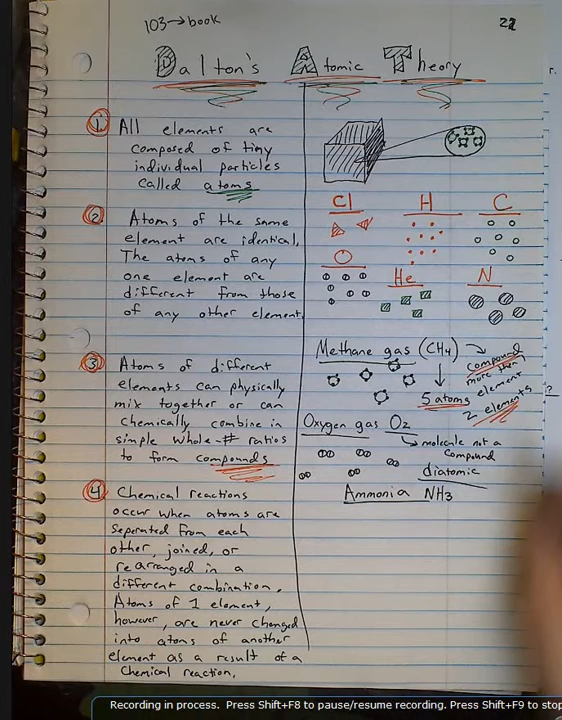 103→book
22
Dalton's Atomic Theory
1 All elements are
composed of tiny
individual particles
called atoms
2 Atoms of the same
element are identical,
The atoms of any
one element are
different from those
of any other element
3 Atoms of different
elements can physically
mix together or can
chemically combine in
simple whole-# ratios
to form compounds
4 Chemical reactions
occur when atoms are
seperated from each
other, joined, or
rearranged in a
different combination.
Atoms of 1 element,
however, are never changed
into atoms of another
element as a result of a
chemical reaction.
Cl H C
O He N
Methane gas (CH4) → compound
more then
1 element
5 atoms
2 elements
Oxygen gas O2
→ molecule not a
compound
diatomic
Ammonia NH3
r.
?
Recording in process. Press Shift+F8 to pause/resume recording. Press Shift+F9 to stop